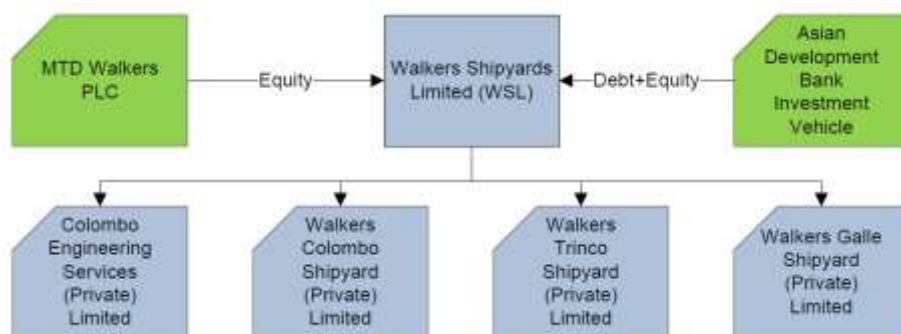 MTD Walkers
PLC
Equity
Walkers Shipyards
Limited (WSL)
Debt+Equity
Asian
Development
Bank
Investment
Vehicle
Colombo
Engineering
Services
(Private)
Limited
Walkers
Colombo
Shipyard
(Private)
Limited
Walkers
Trinco
Shipyard
(Private)
Limited
Walkers Galle
Shipyard
(Private)
Limited